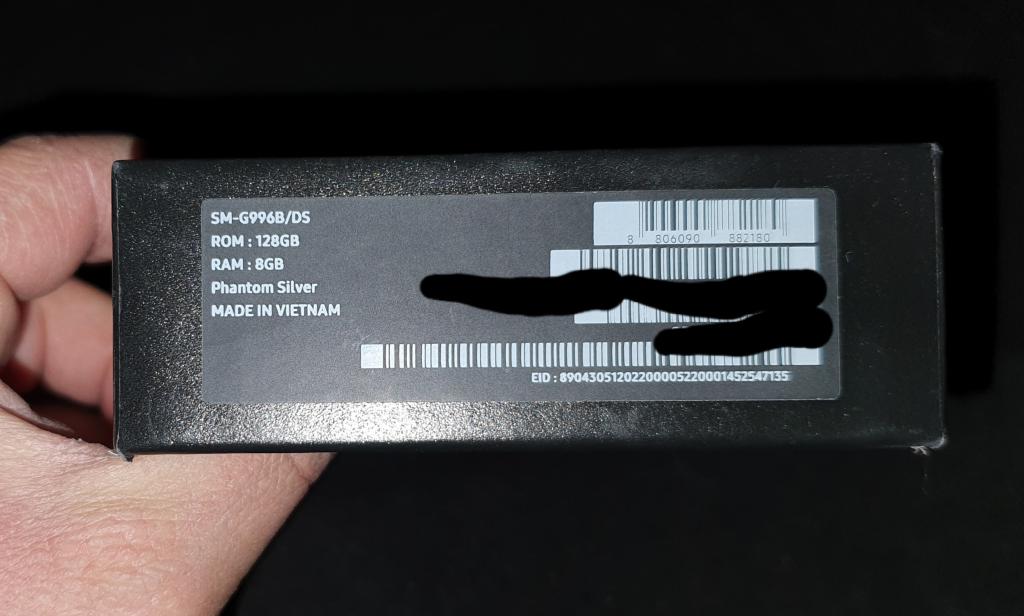 SM-G996B/DS
ROM : 128GB
RAM : 8GB
Phantom Silver
MADE IN VIETNAM
8 806090 882180
EID : 89043051202200005220001452547135